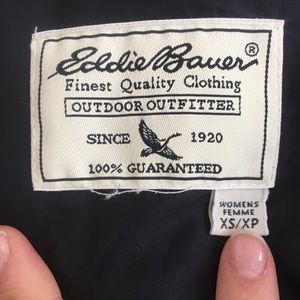 Eddie Bauer®
Finest Quality Clothing
OUTDOOR OUTFITTER
SINCE 1920
100% GUARANTEED
WOMENS
FEMME
XS/XP